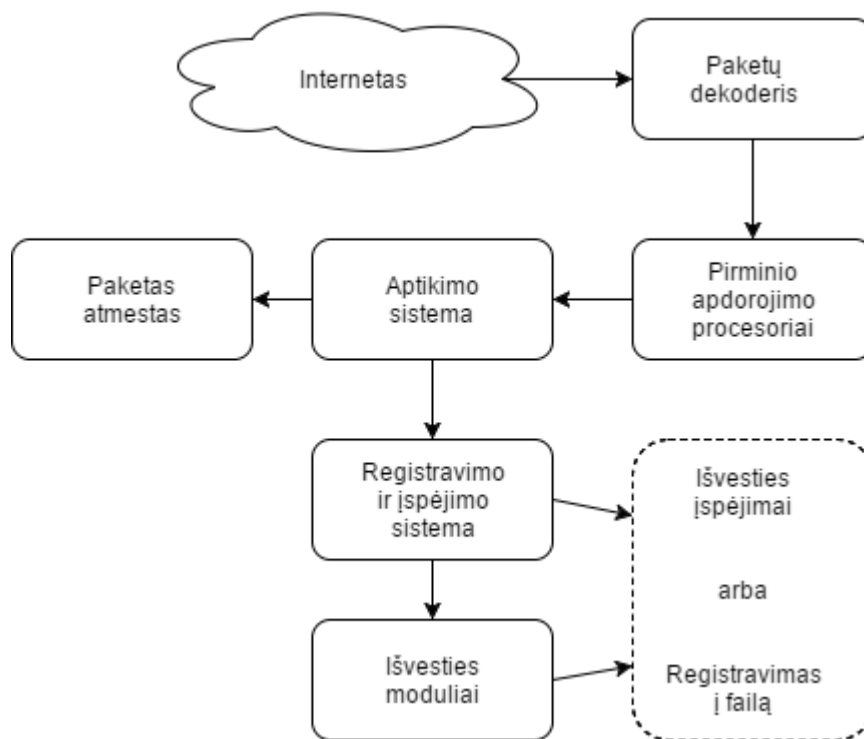 Internetas
Paketų
dekoderis
Paketas
atmestas
Aptikimo
sistema
Pirminio
apdorojimo
procesoriai
Registravimo
ir įspėjimo
sistema
Išvesties
įspėjimai
arba
Išvesties
moduliai
Registravimas
į failą